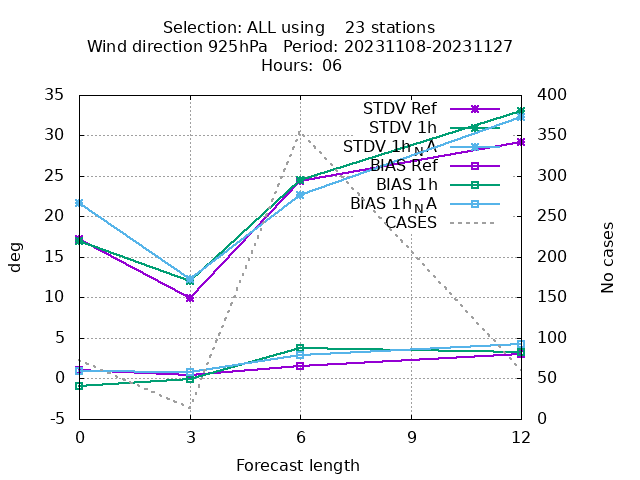 Selection: ALL using    23 stations
Wind direction 925hPa   Period: 20231108-20231127
Hours: 06
35
30
25
20
15
10
5
0
-5
400
350
300
250
200
150
100
50
0
0
3
6
9
12
deg
No cases
Forecast length
STDV Ref
STDV 1h
STDV 1h_NA
BIAS Ref
BIAS 1h
BIAS 1h_NA
CASES